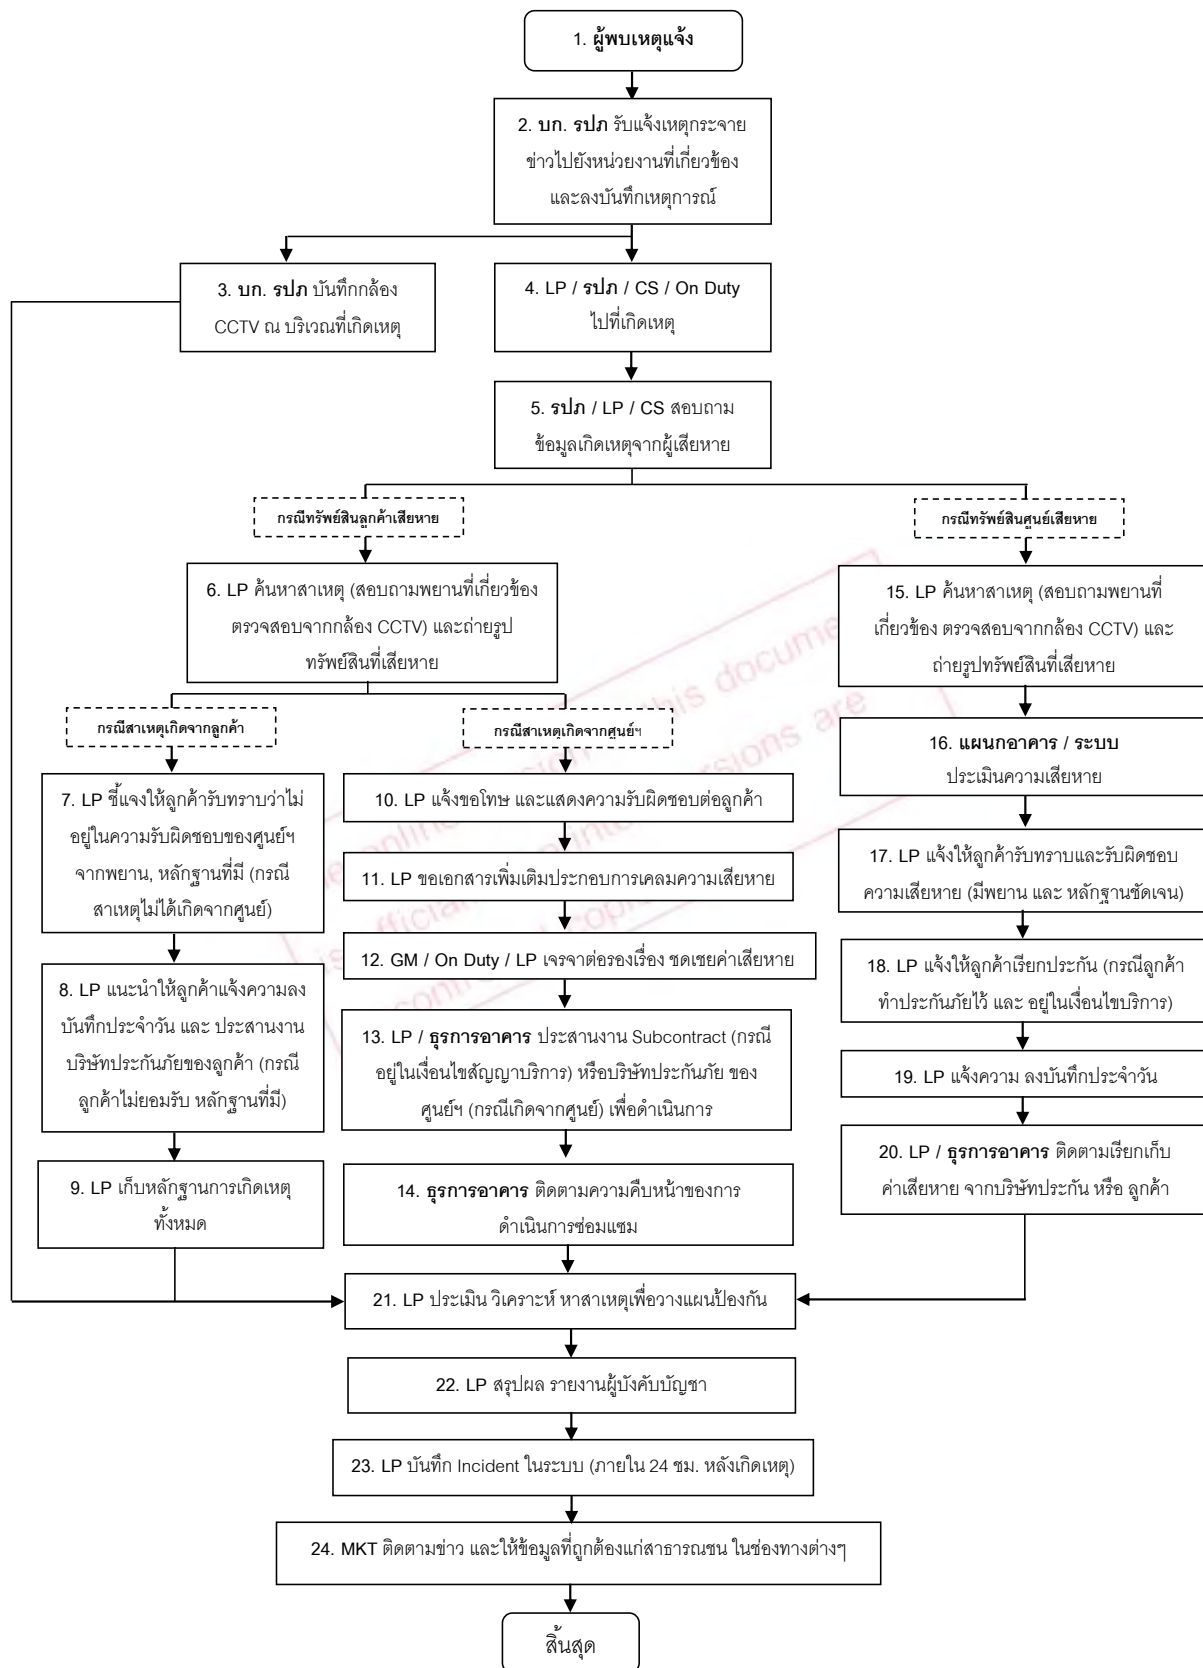 1. ผู้พบเหตุแจ้ง
2. บก. รปภ รับแจ้งเหตุกระจาย
ข่าวไปยังหน่วยงานที่เกี่ยวข้อง
และลงบันทึกเหตุการณ์
3. บก. รปภ บันทึกกล้อง
CCTV ณ บริเวณที่เกิดเหตุ
4. LP / รปภ / CS / On Duty
ไปที่เกิดเหตุ
5. รปภ / LP / CS สอบถาม
ข้อมูลเกิดเหตุจากผู้เสียหาย
กรณีทรัพย์สินลูกค้าเสียหาย
6. LP ค้นหาสาเหตุ (สอบถามพยานที่เกี่ยวข้อง
ตรวจสอบจากกล้อง CCTV) และถ่ายรูป
ทรัพย์สินที่เสียหาย
กรณีสาเหตุเกิดจากลูกค้า
7. LP ชี้แจงให้ลูกค้ารับทราบว่าไม่
อยู่ในความรับผิดชอบของศูนย์ฯ
จากพยาน, หลักฐานที่มี (กรณี
สาเหตุไม่ได้เกิดจากศูนย์)
8. LP แนะนำให้ลูกค้าแจ้งความลง
บันทึกประจำวัน และ ประสานงาน
บริษัทประกันภัยของลูกค้า (กรณี
ลูกค้าไม่ยอมรับ หลักฐานที่มี)
9. LP เก็บหลักฐานการเกิดเหตุ
ทั้งหมด
กรณีสาเหตุเกิดจากศูนย์ฯ
10. LP แจ้งขอโทษ และแสดงความรับผิดชอบต่อลูกค้า
11. LP ขอเอกสารเพิ่มเติมประกอบการเคลมความเสียหาย
12. GM / On Duty / LP เจรจาต่อรองเรื่อง ชดเชยค่าเสียหาย
13. LP / ธุรการอาคาร ประสานงาน Subcontract (กรณี
อยู่ในเงื่อนไขสัญญาบริการ) หรือบริษัทประกันภัย ของ
ศูนย์ฯ (กรณีเกิดจากศูนย์) เพื่อดำเนินการ
14. ธุรการอาคาร ติดตามความคืบหน้าของการ
ดำเนินการซ่อมแซม
กรณีทรัพย์สินศูนย์เสียหาย
15. LP ค้นหาสาเหตุ (สอบถามพยานที่
เกี่ยวข้อง ตรวจสอบจากกล้อง CCTV) และ
ถ่ายรูปทรัพย์สินที่เสียหาย
16. แผนกอาคาร / ระบบ
ประเมินความเสียหาย
17. LP แจ้งให้ลูกค้ารับทราบและรับผิดชอบ
ความเสียหาย (มีพยาน และ หลักฐานชัดเจน)
18. LP แจ้งให้ลูกค้าเรียกประกัน (กรณีลูกค้า
ทำประกันภัยไว้ และ อยู่ในเงื่อนไขบริการ)
19. LP แจ้งความ ลงบันทึกประจำวัน
20. LP / ธุรการอาคาร ติดตามเรียกเก็บ
ค่าเสียหาย จากบริษัทประกัน หรือ ลูกค้า
21. LP ประเมิน วิเคราะห์ หาสาเหตุเพื่อวางแผนป้องกัน
22. LP สรุปผล รายงานผู้บังคับบัญชา
23. LP บันทึก Incident ในระบบ (ภายใน 24 ชม. หลังเกิดเหตุ)
24. MKT ติดตามข่าว และให้ข้อมูลที่ถูกต้องแก่สาธารณชน ในช่องทางต่างๆ
สิ้นสุด